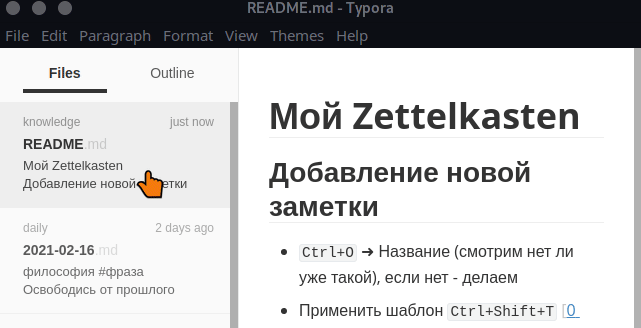 README.md - Typora
File Edit Paragraph Format View Themes Help
Files Outline
knowledge just now
README.md
Мой Zettelkasten
Добавление новой етки
daily 2 days ago
2021-02-16.md
философия #фраза
Освободись от прошлого
Мой Zettelkasten
Добавление новой
заметки
Ctrl+O → Название (смотрим нет ли
уже такой), если нет - делаем
Применить шаблон Ctrl+Shift+T [0